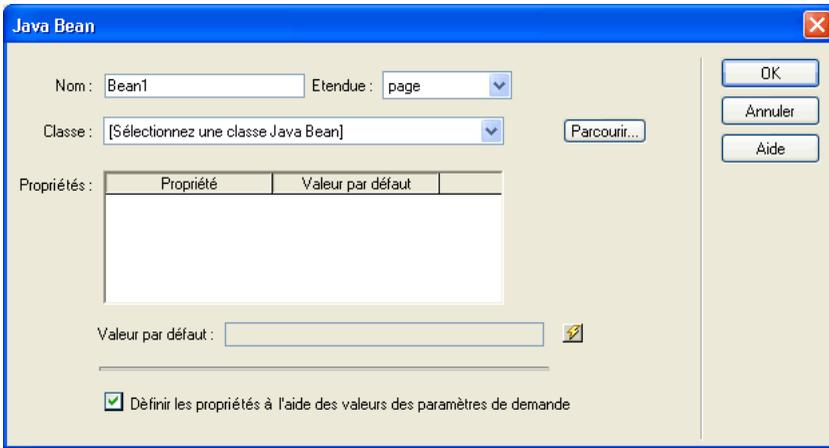 Java Bean
Nom : Bean1 Etendue : page
OK
Annuler
Aide
Classe : [Sélectionnez une classe Java Bean] Parcourir...
Propriétés : Propriété Valeur par défaut
Valeur par défaut :
Dèfinir les propriétés à l'aide des valeurs des paramètres de demande